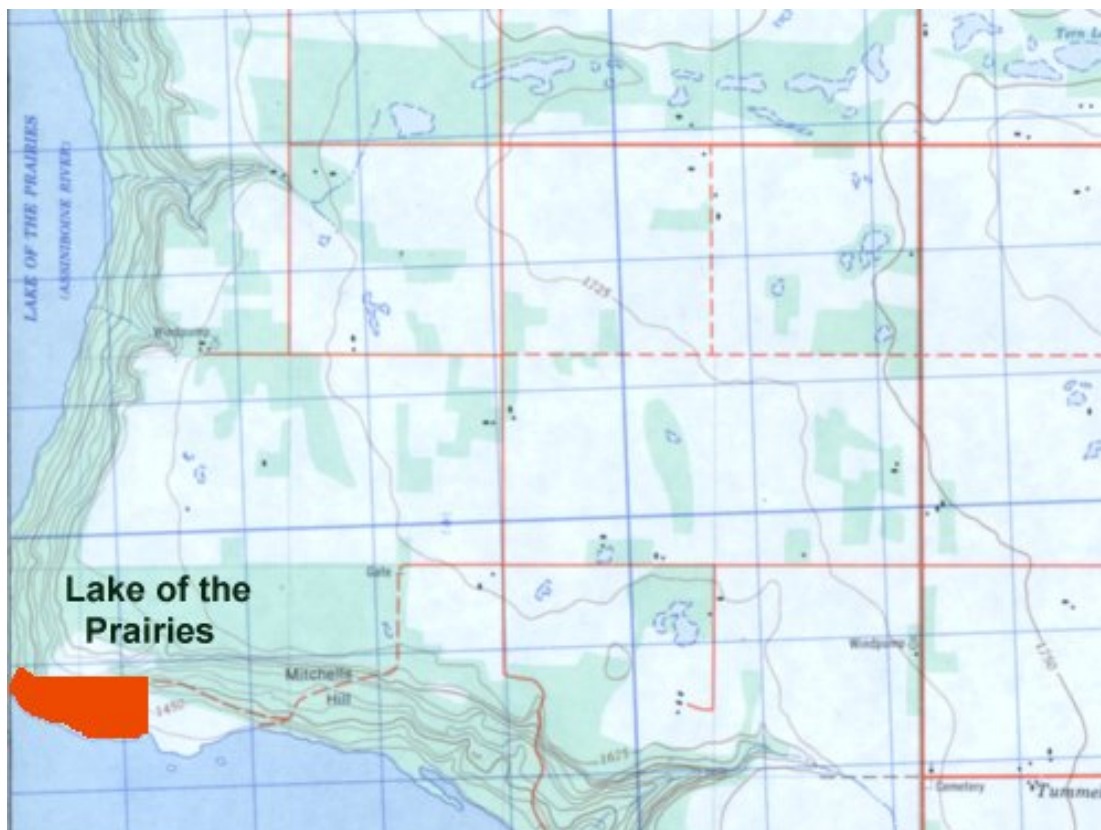 Tern
LAKE OF THE PRAIRIES
(ASSINIBOINE RIVER)
1725
Windpump
Lake of the
Prairies
Gate
Mitchells
Hill
1450
Windpump
1750
1625
Cemetery
Tummel